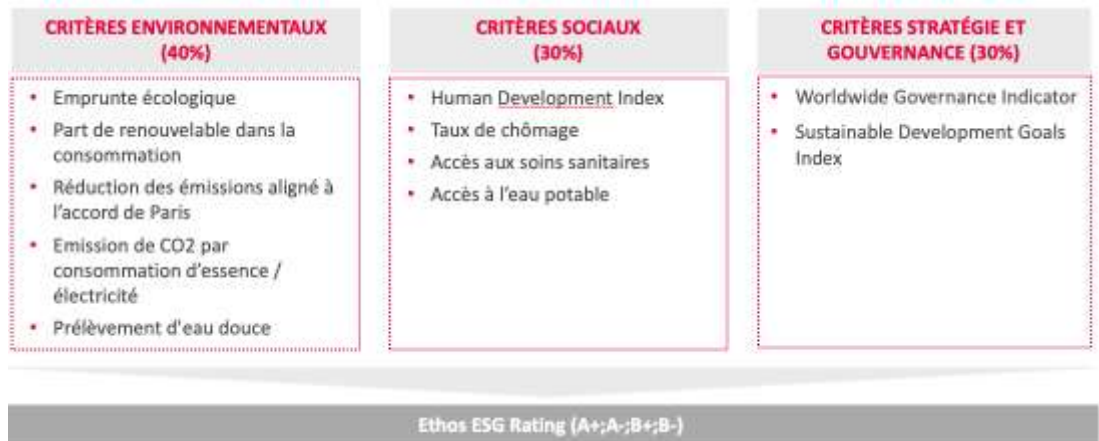 CRITÈRES ENVIRONNEMENTAUX
(40%)
• Emprunte écologique
• Part de renouvelable dans la
consommation
• Réduction des émissions aligné à
l'accord de Paris
• Emission de CO2 par
consommation d'essence /
électricité
• Prélèvement d'eau douce
CRITÈRES SOCIAUX
(30%)
• Human Development Index
• Taux de chômage
• Accès aux soins sanitaires
• Accès à l'eau potable
CRITÈRES STRATÉGIE ET
GOUVERNANCE (30%)
• Worldwide Governance Indicator
• Sustainable Development Goals
Index
Ethos ESG Rating (A+;A-;B+;B-)